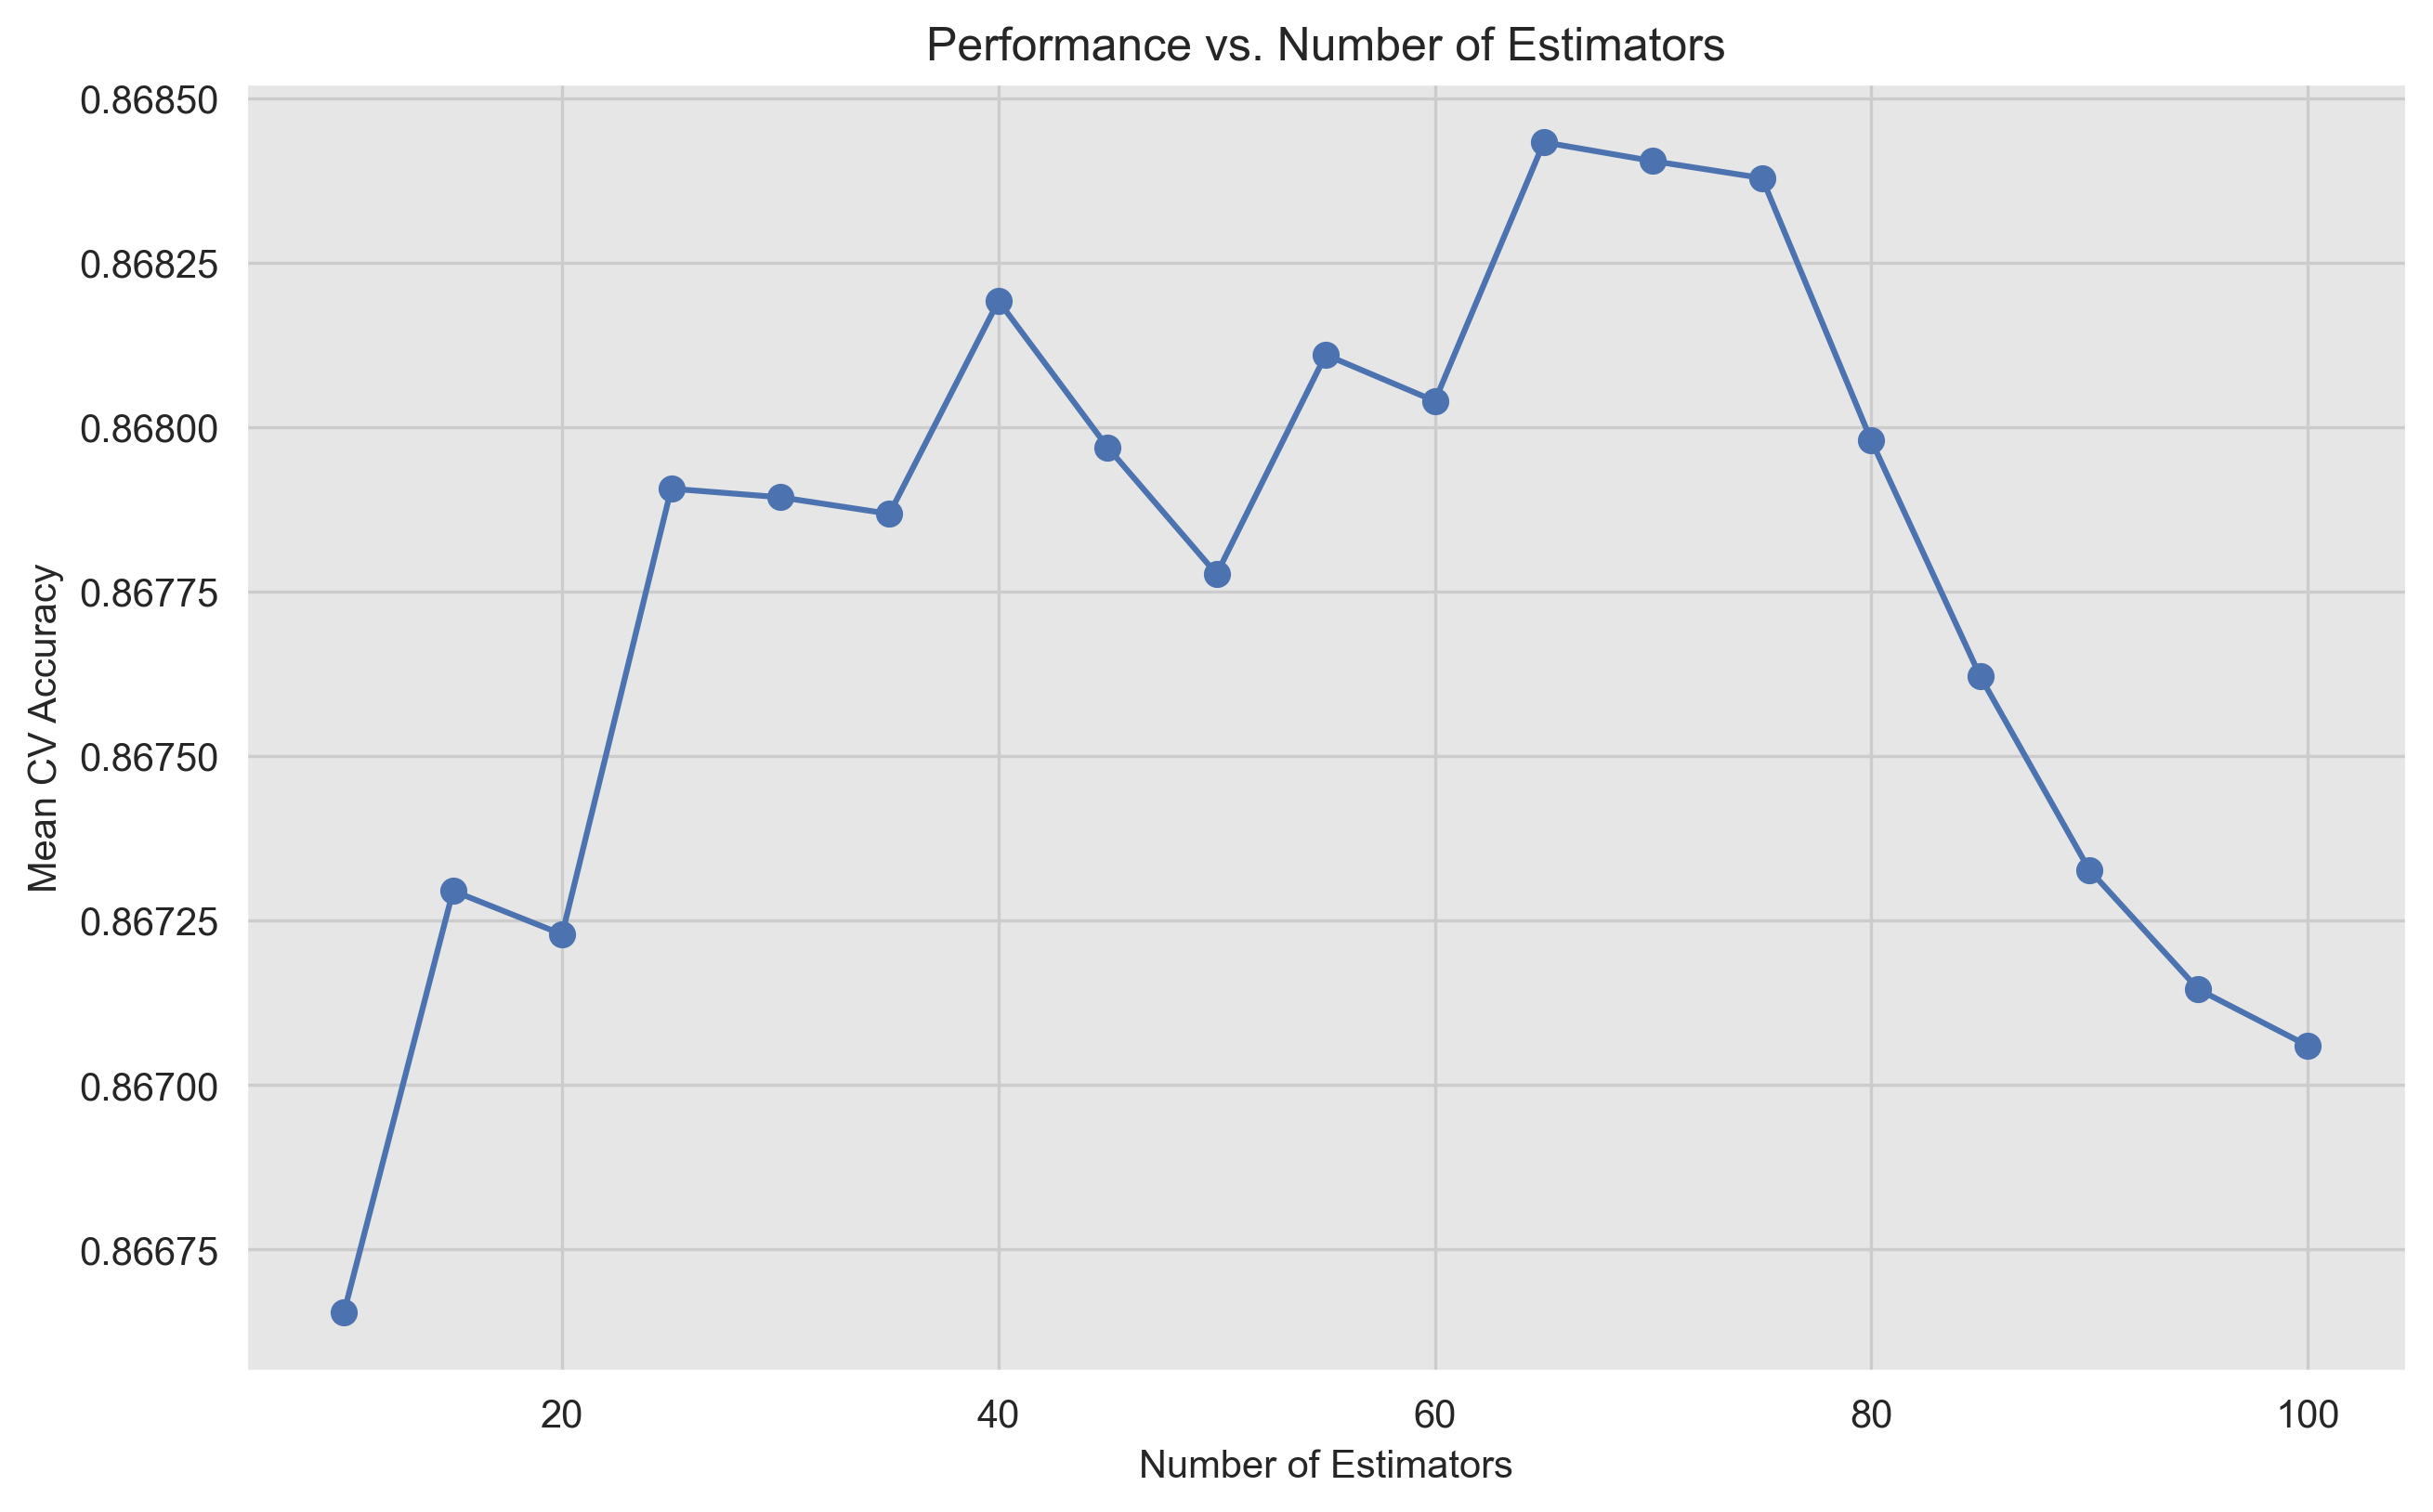 Performance vs. Number of Estimators
0.86850
0.86825
0.86800
0.86775
0.86750
0.86725
0.86700
0.86675
Mean CV Accuracy
20 40 60 80 100
Number of Estimators